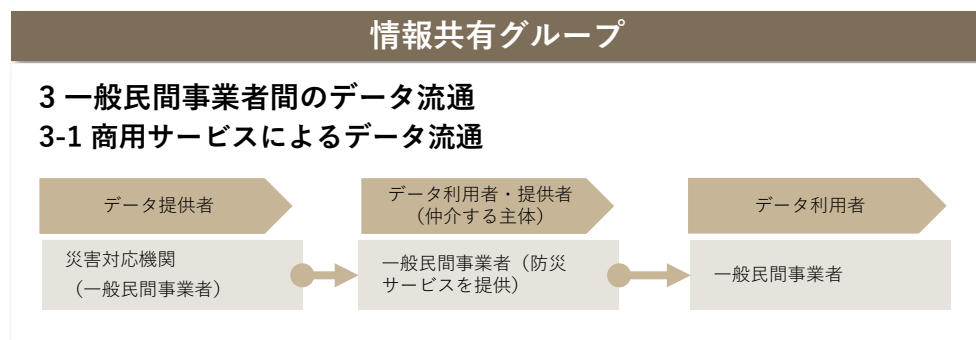 情報共有グループ
3 一般民間事業者間のデータ流通
3-1 商用サービスによるデータ流通
データ提供者
データ利用者・提供者
（仲介する主体）
データ利用者
災害対応機関
（一般民間事業者）
一般民間事業者（防災
サービスを提供）
一般民間事業者